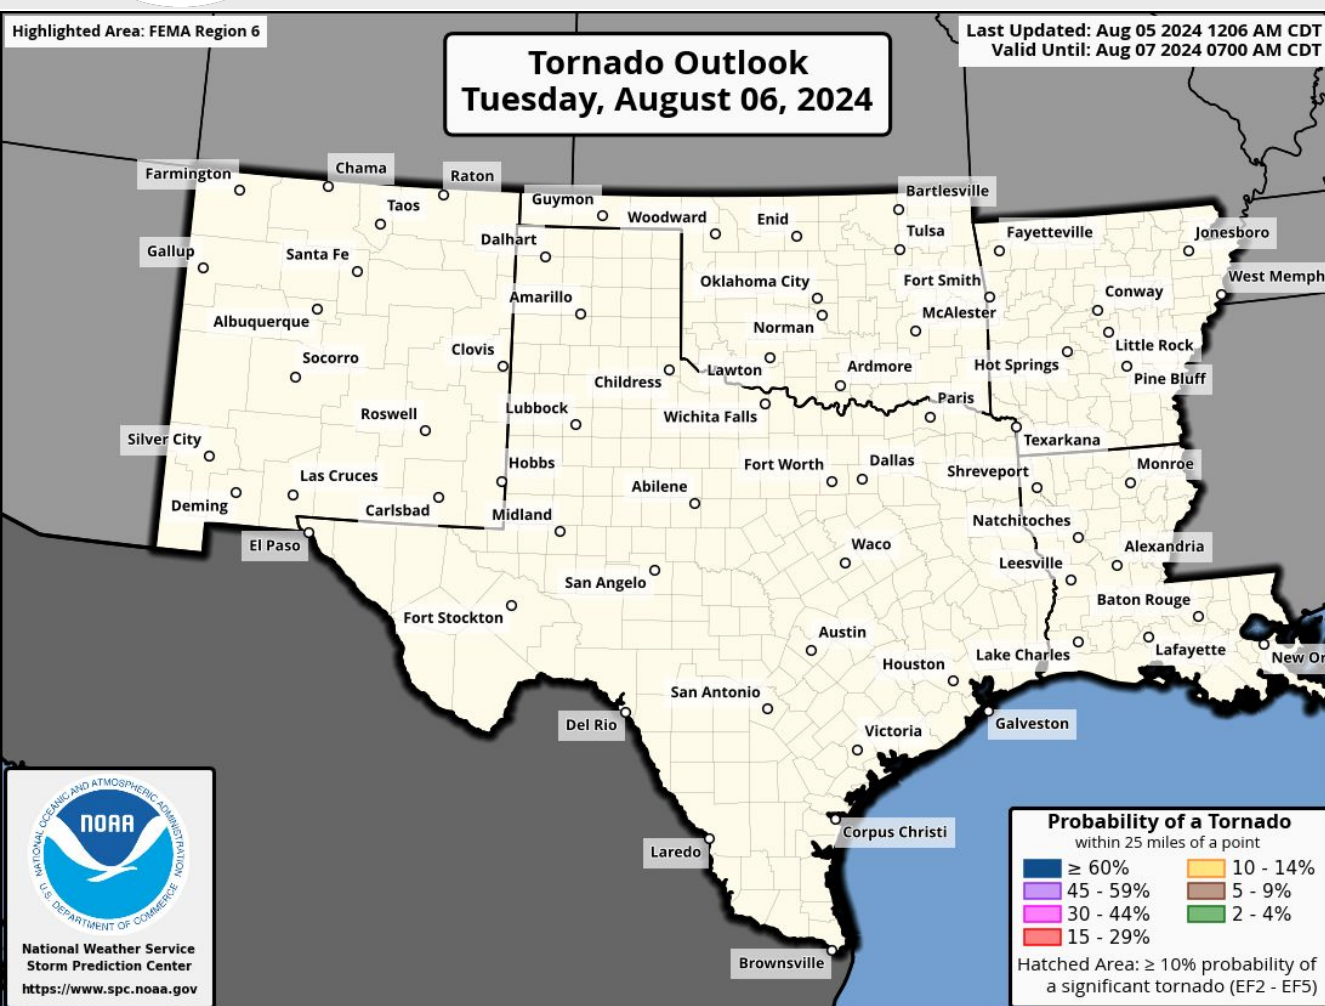 Highlighted Area: FEMA Region 6
Last Updated: Aug 05 2024 1206 AM CDT
Valid Until: Aug 07 2024 0700 AM CDT
Tornado Outlook
Tuesday, August 06, 2024
Farmington
Chama
Raton
Taos
Guymon
Woodward
Enid
Bartlesville
Tulsa
Fayetteville
Jonesboro
Gallup
Santa Fe
Dalhart
Oklahoma City
Fort Smith
West Memph
Conway
Amarillo
McAlester
Albuquerque
Norman
Little Rock
Socorro
Clovis
Lawton
Ardmore
Hot Springs
Pine Bluff
Childress
Roswell
Lubbock
Wichita Falls
Paris
Silver City
Texarkana
Las Cruces
Hobbs
Fort Worth
Dallas
Shreveport
Monroe
Deming
Carlsbad
Abilene
Midland
Natchitoches
El Paso
Waco
Alexandria
Leesville
San Angelo
Fort Stockton
Baton Rouge
Austin
Lake Charles
Lafayette
New Or
Houston
San Antonio
Del Rio
Victoria
Galveston
Corpus Christi
Laredo
Brownsville
NATIONAL OCEANIC AND ATMOSPHERIC ADMINISTRATION
NOAA
U.S. DEPARTMENT OF COMMERCE
National Weather Service
Storm Prediction Center
https://www.spc.noaa.gov
Probability of a Tornado
within 25 miles of a point
≥ 60%
10 - 14%
45 - 59%
5 - 9%
30 - 44%
2 - 4%
15 - 29%
Hatched Area: ≥ 10% probability of
a significant tornado (EF2 - EF5)